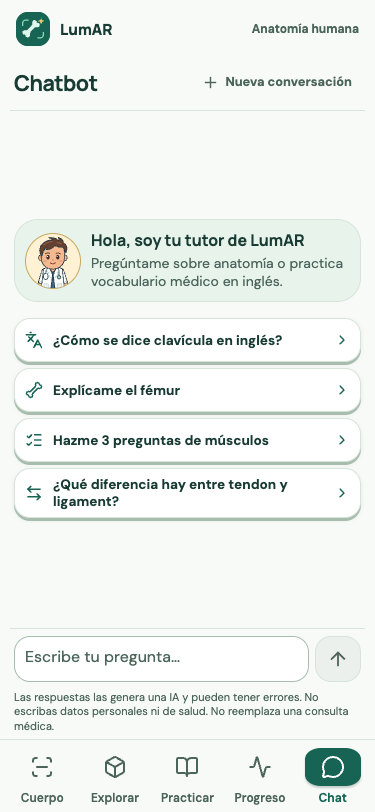 LumAR
Anatomía humana
Chatbot
Nueva conversación
Hola, soy tu tutor de LumAR
Pregúntame sobre anatomía o practica
vocabulario médico en inglés.
¿Cómo se dice clavícula en inglés?
Explícame el fémur
Hazme 3 preguntas de músculos
¿Qué diferencia hay entre tendon y
ligament?
Escribe tu pregunta...
Las respuestas las genera una IA y pueden tener errores. No
escribas datos personales ni de salud. No reemplaza una consulta
médica.
Cuerpo
Explorar
Practicar
Progreso
Chat